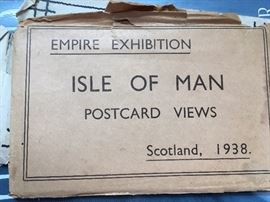 EMPIRE EXHIBITION
ISLE OF MAN
POSTCARD VIEWS
Scotland, 1938.